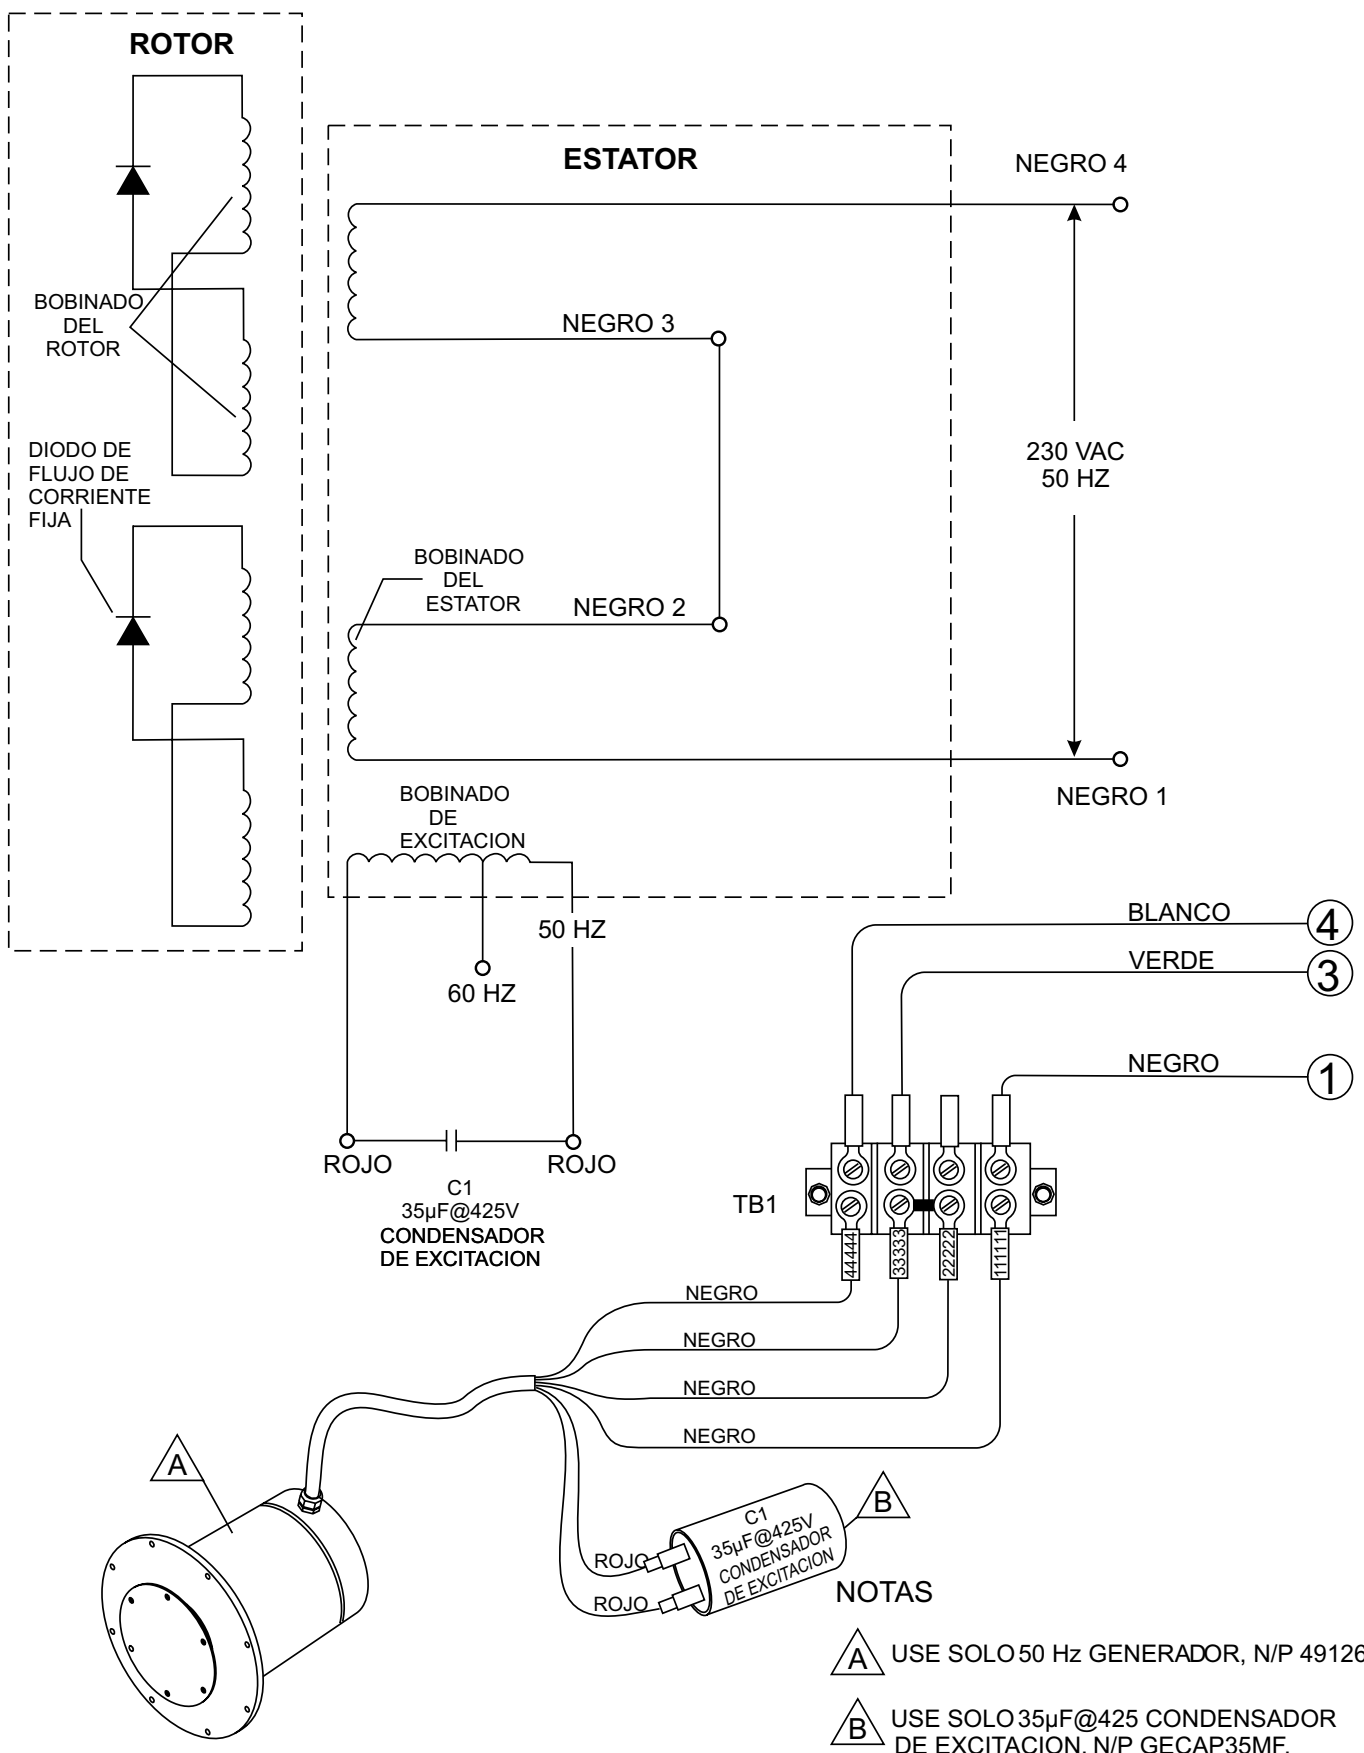 ROTOR
ESTATOR
NEGRO 4
BOBINADO
DEL
ROTOR
NEGRO 3
DIODO DE
FLUJO DE
CORRIENTE
FIJA
230 VAC
50 HZ
BOBINADO
DEL
ESTATOR
NEGRO 2
NEGRO 1
BOBINADO
DE
EXCITACION
50 HZ
60 HZ
BLANCO
4
VERDE
3
NEGRO
1
ROJO
ROJO
C1
35µF@425V
CONDENSADOR
DE EXCITACION
TB1
44444
33333
22222
111111
NEGRO
NEGRO
NEGRO
NEGRO
A
B
C1
35µF@425V
CONDENSADOR
DE EXCITACION
ROJO
ROJO
NOTAS
A USE SOLO 50 Hz GENERADOR, N/P 49126
B USE SOLO 35µF@425 CONDENSADOR
DE EXCITACION, N/P GECAP35MF.